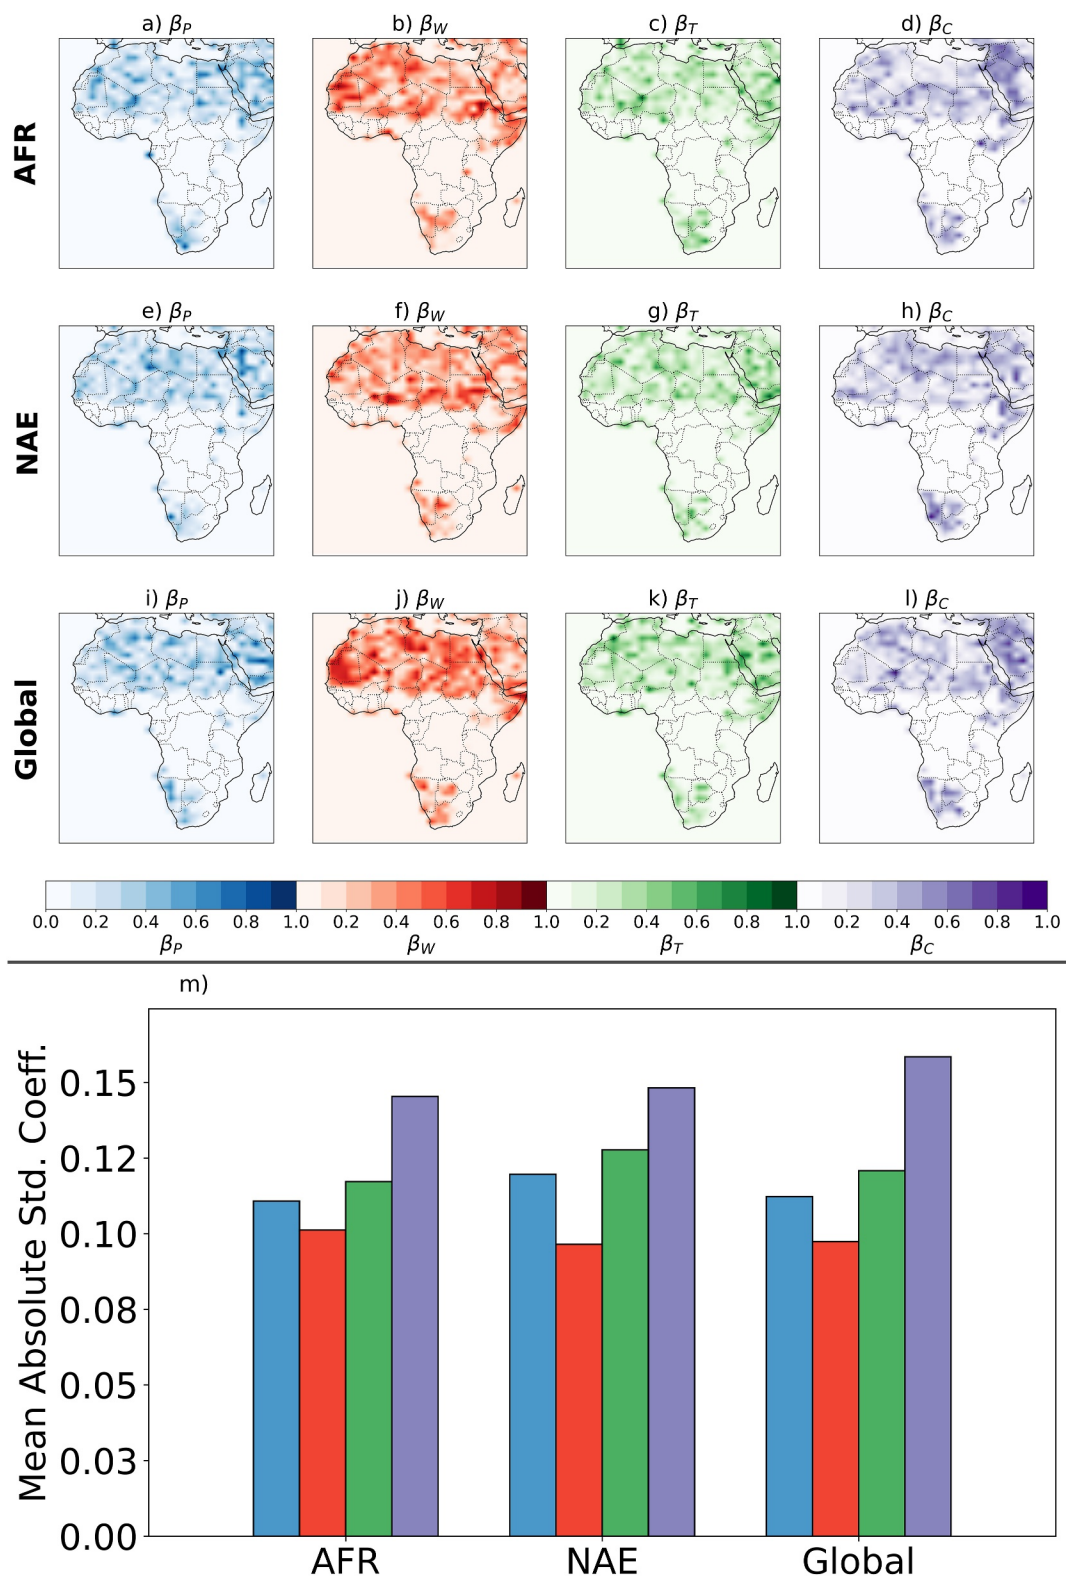 a) βP b) βW c) βT d) βC
AFR
e) βP f) βW g) βT h) βC
NAE
i) βP j) βW k) βT l) βC
Global
0.0 0.2 0.4 0.6 0.8 1.0 0.2 0.4 0.6 0.8 1.0 0.2 0.4 0.6 0.8 1.0 0.2 0.4 0.6 0.8 1.0
βP βW βT βC
m)
Mean Absolute Std. Coeff.
0.15
0.12
0.10
0.08
0.05
0.03
0.00
AFR NAE Global